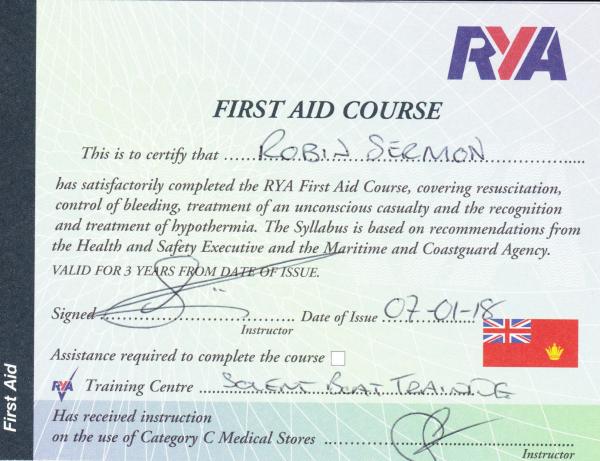 RYA
FIRST AID COURSE
This is to certify that ROBIN SERMON
has satisfactorily completed the RYA First Aid Course, covering resuscitation,
control of bleeding, treatment of an unconscious casualty and the recognition
and treatment of hypothermia. The Syllabus is based on recommendations from
the Health and Safety Executive and the Maritime and Coastguard Agency.
VALID FOR 3 YEARS FROM DATE OF ISSUE.
Signed Date of Issue 07-01-18
Instructor
Assistance required to complete the course
RYA Training Centre SOLENT BOAT TRAINING
Has received instruction
on the use of Category C Medical Stores
Instructor
First Aid